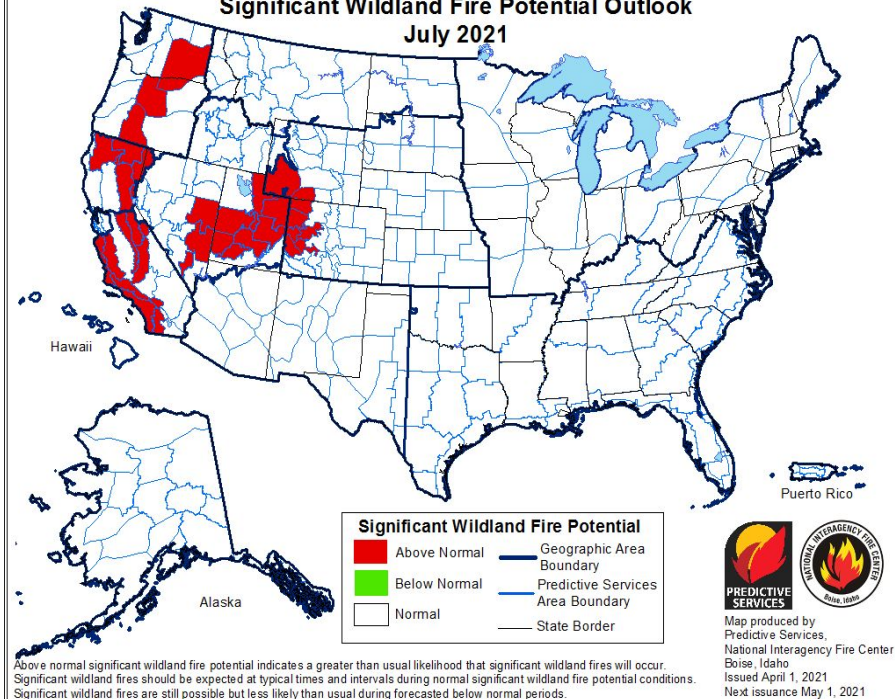 Significant Wildland Fire Potential Outlook
July 2021
Hawaii
Alaska
Puerto Rico
Significant Wildland Fire Potential
Above Normal
Below Normal
Normal
Geographic Area
Boundary
Predictive Services
Area Boundary
State Border
PREDICTIVE
SERVICES
NATIONAL INTERAGENCY FIRE CENTER
Boise, Idaho
Map produced by
Predictive Services,
National Interagency Fire Center
Boise, Idaho
Issued April 1, 2021
Next issuance May 1, 2021
Above normal significant wildland fire potential indicates a greater than usual likelihood that significant wildland fires will occur.
Significant wildland fires should be expected at typical times and intervals during normal significant wildland fire potential conditions.
Significant wildland fires are still possible but less likely than usual during forecasted below normal periods.